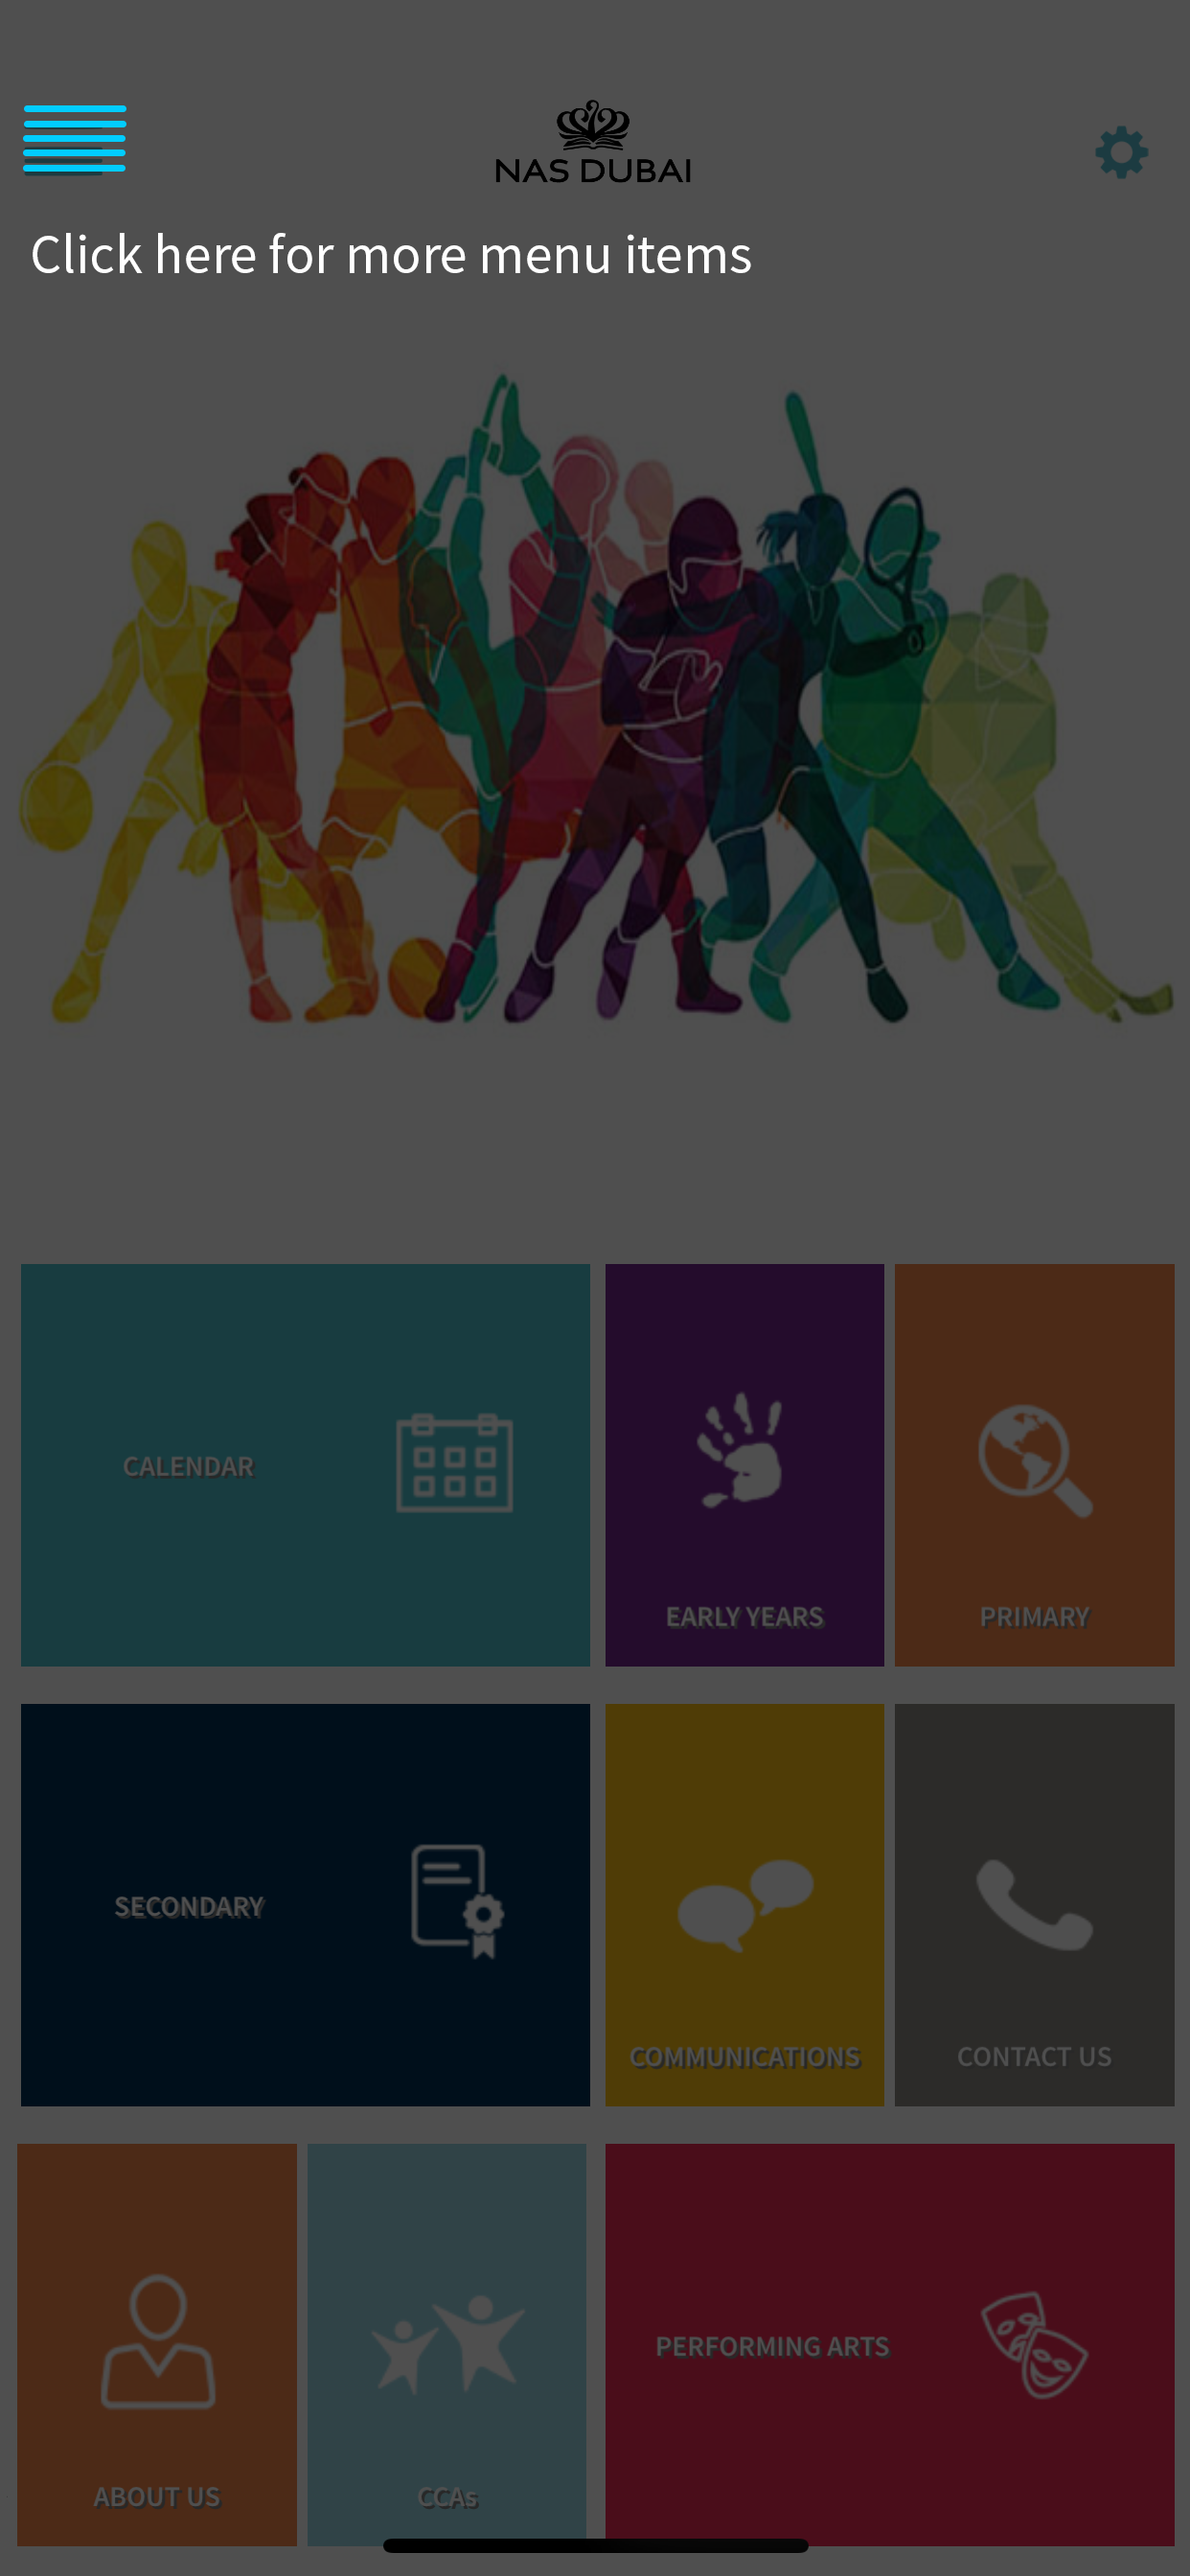 NAS DUBAI
Click here for more menu items
CALENDAR
EARLY YEARS
PRIMARY
SECONDARY
COMMUNICATIONS
CONTACT US
PERFORMING ARTS
ABOUT US
CCAs